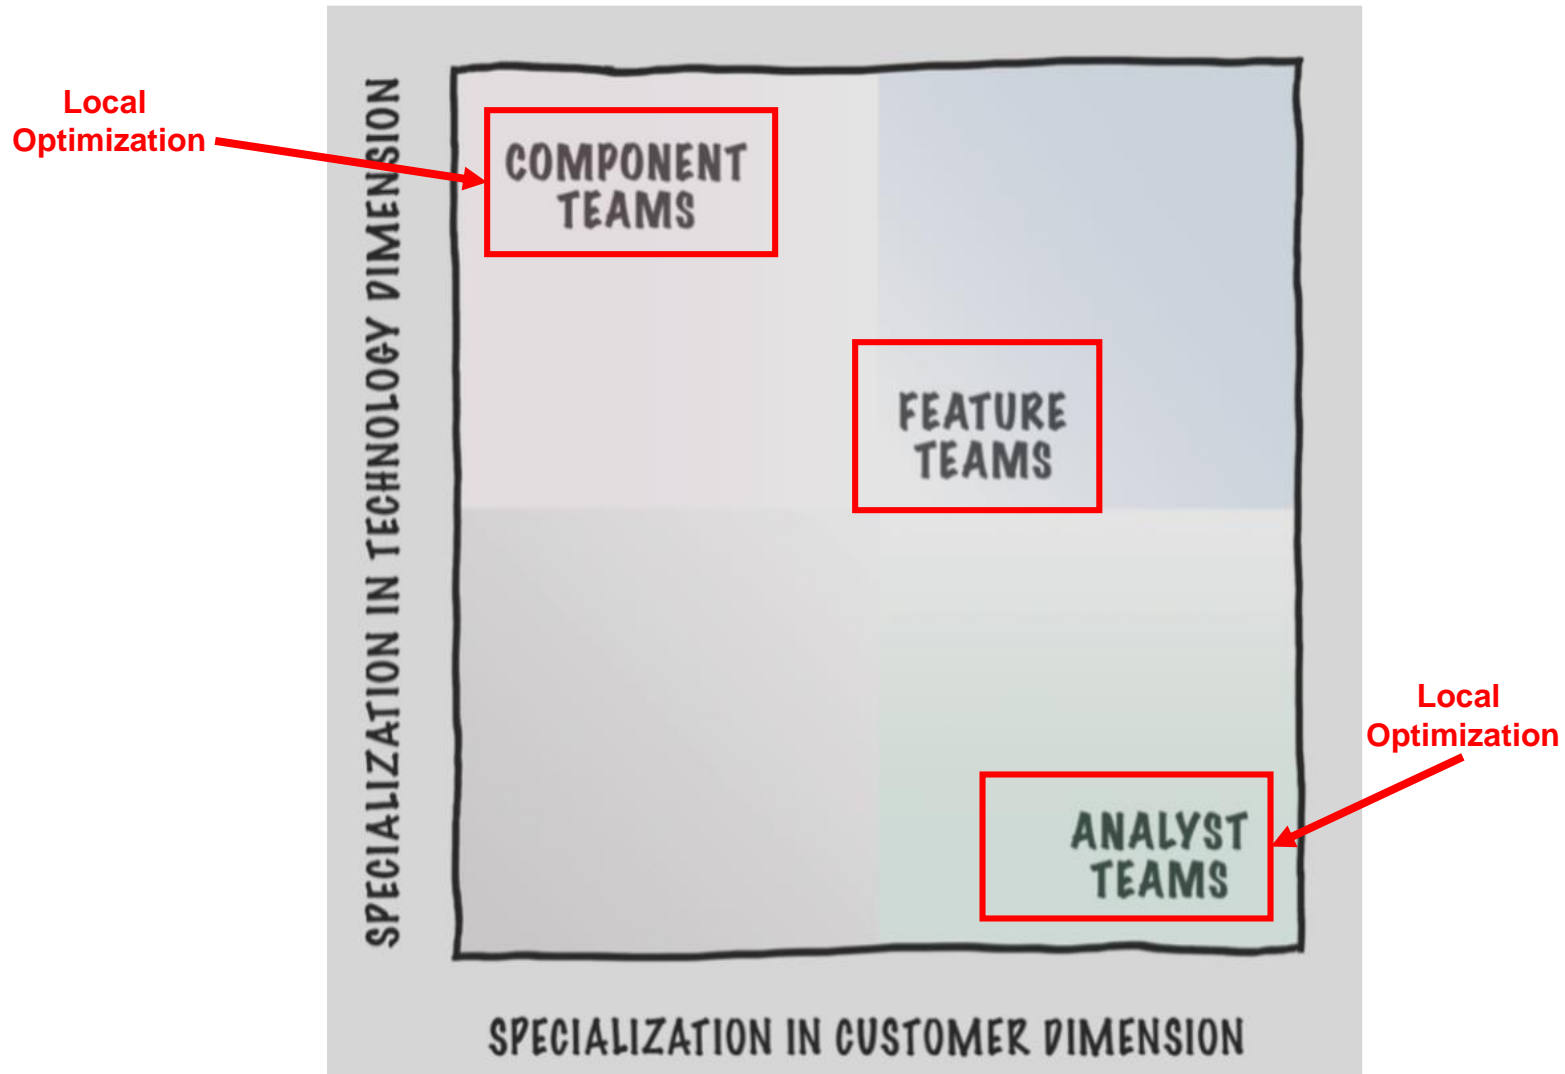 Local
Optimization
SPECIALIZATION IN TECHNOLOGY DIMENSION
COMPONENT
TEAMS
FEATURE
TEAMS
Local
Optimization
ANALYST
TEAMS
SPECIALIZATION IN CUSTOMER DIMENSION